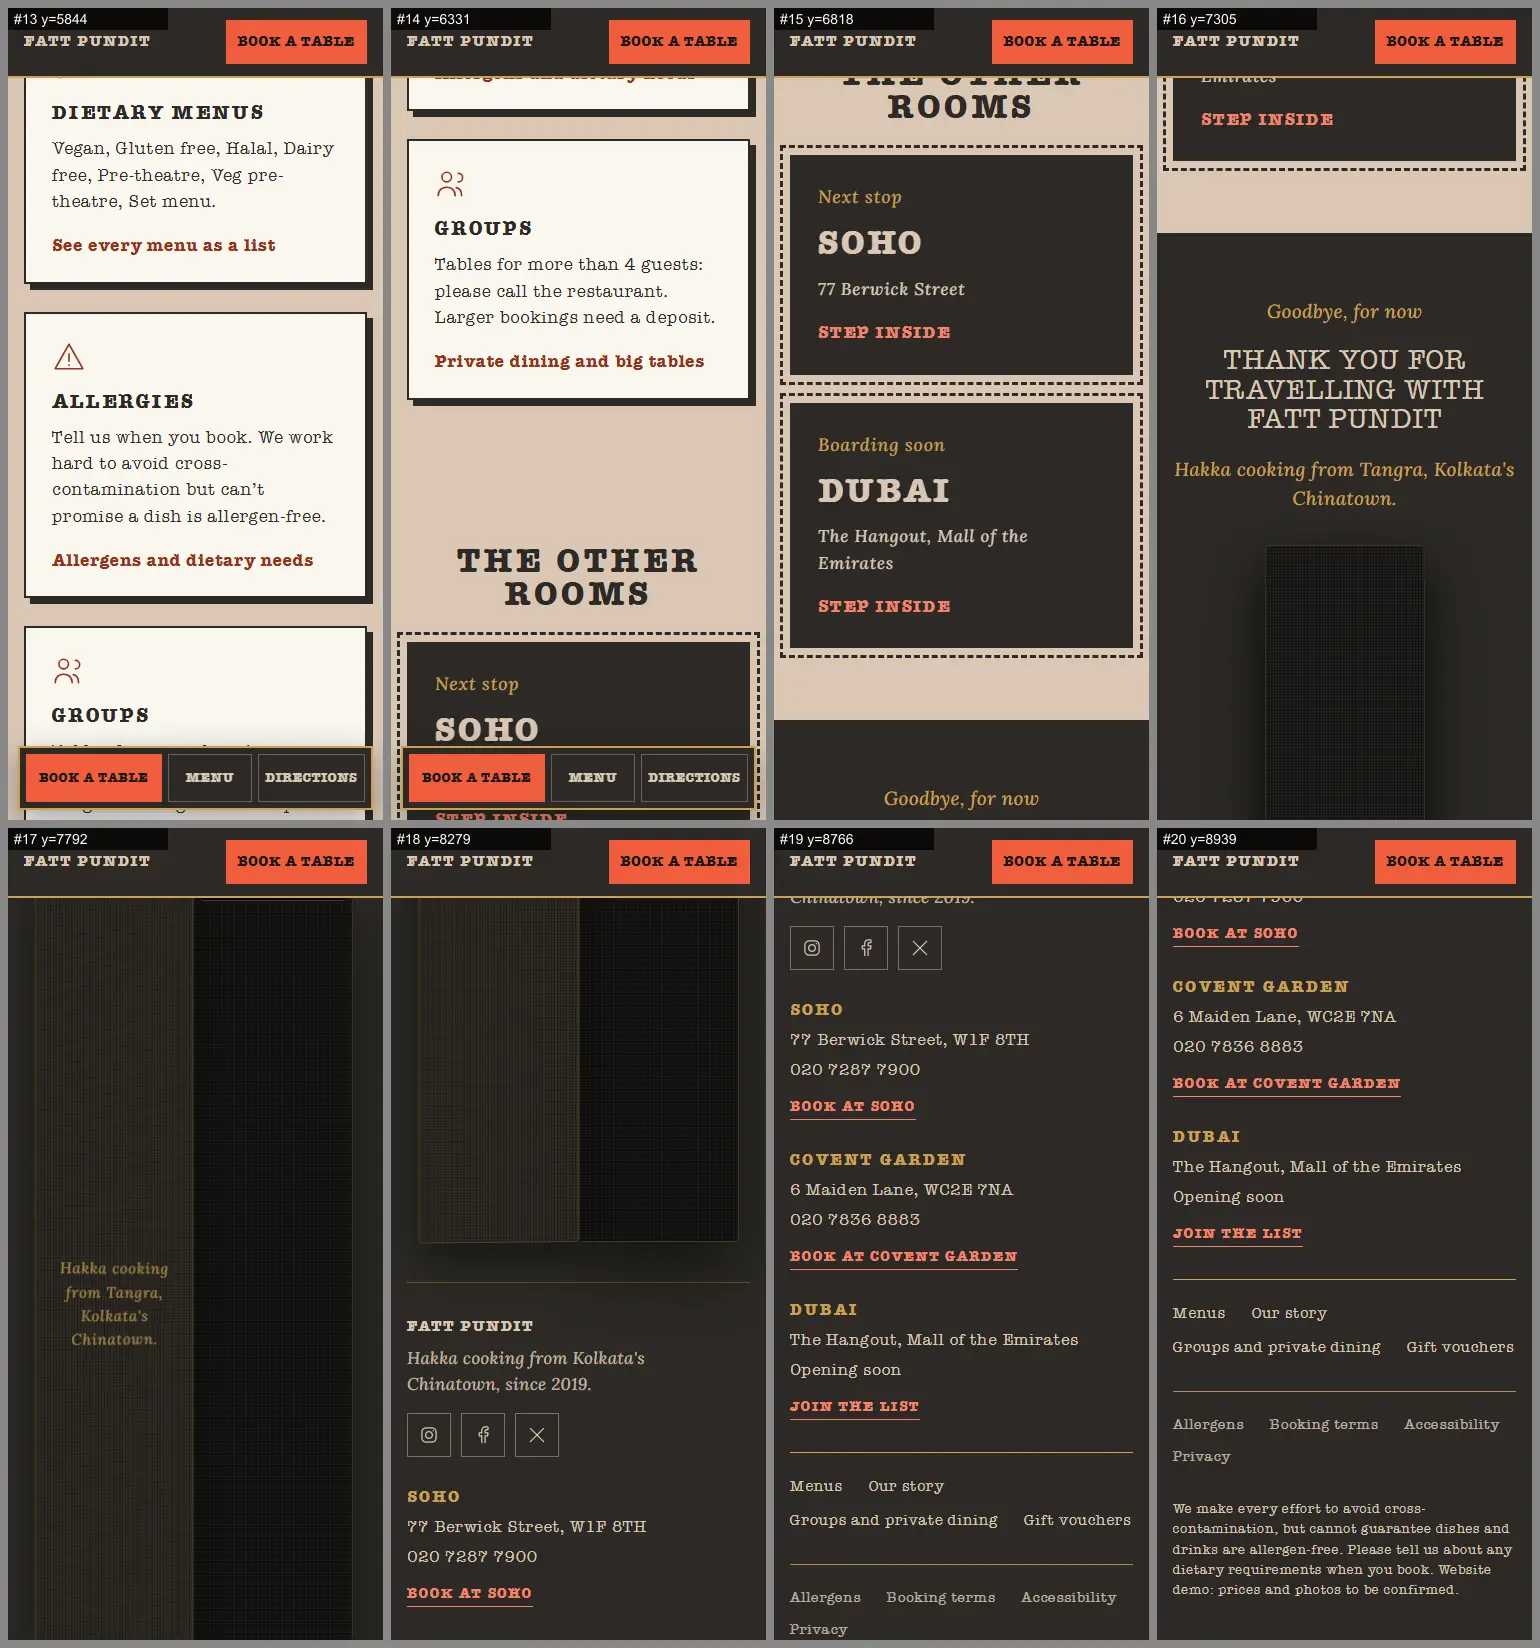 #13 y=5844
FATT PUNDIT
BOOK A TABLE
DIETARY MENUS
Vegan, Gluten free, Halal, Dairy
free, Pre-theatre, Veg pre-
theatre, Set menu.
See every menu as a list
ALLERGIES
Tell us when you book. We work
hard to avoid cross-
contamination but can't
promise a dish is allergen-free.
Allergens and dietary needs
GROUPS
BOOK A TABLE
MENU
DIRECTIONS
#14 y=6331
FATT PUNDIT
BOOK A TABLE
Allergens and dietary needs
GROUPS
Tables for more than 4 guests:
please call the restaurant.
Larger bookings need a deposit.
Private dining and big tables
THE OTHER
ROOMS
Next stop
SOHO
BOOK A TABLE
MENU
DIRECTIONS
STEP INSIDE
#15 y=6818
FATT PUNDIT
BOOK A TABLE
THE OTHER
ROOMS
Next stop
SOHO
77 Berwick Street
STEP INSIDE
Boarding soon
DUBAI
The Hangout, Mall of the
Emirates
STEP INSIDE
Goodbye, for now
#16 y=7305
FATT PUNDIT
BOOK A TABLE
Emirates
STEP INSIDE
Goodbye, for now
THANK YOU FOR
TRAVELLING WITH
FATT PUNDIT
Hakka cooking from Tangra, Kolkata's
Chinatown.
#17 y=7792
FATT PUNDIT
BOOK A TABLE
Hakka cooking
from Tangra,
Kolkata's
Chinatown.
#18 y=8279
FATT PUNDIT
BOOK A TABLE
FATT PUNDIT
Hakka cooking from Kolkata's
Chinatown, since 2019.
SOHO
77 Berwick Street, W1F 8TH
020 7287 7900
BOOK AT SOHO
#19 y=8766
FATT PUNDIT
BOOK A TABLE
Chinatown, since 2019.
SOHO
77 Berwick Street, W1F 8TH
020 7287 7900
BOOK AT SOHO
COVENT GARDEN
6 Maiden Lane, WC2E 7NA
020 7836 8883
BOOK AT COVENT GARDEN
DUBAI
The Hangout, Mall of the Emirates
Opening soon
JOIN THE LIST
Menus
Our story
Groups and private dining
Gift vouchers
Allergens
Booking terms
Accessibility
Privacy
#20 y=8939
FATT PUNDIT
BOOK A TABLE
020 7287 7900
BOOK AT SOHO
COVENT GARDEN
6 Maiden Lane, WC2E 7NA
020 7836 8883
BOOK AT COVENT GARDEN
DUBAI
The Hangout, Mall of the Emirates
Opening soon
JOIN THE LIST
Menus
Our story
Groups and private dining
Gift vouchers
Allergens
Booking terms
Accessibility
Privacy
We make every effort to avoid cross-
contamination, but cannot guarantee dishes and
drinks are allergen-free. Please tell us about any
dietary requirements when you book. Website
demo: prices and photos to be confirmed.